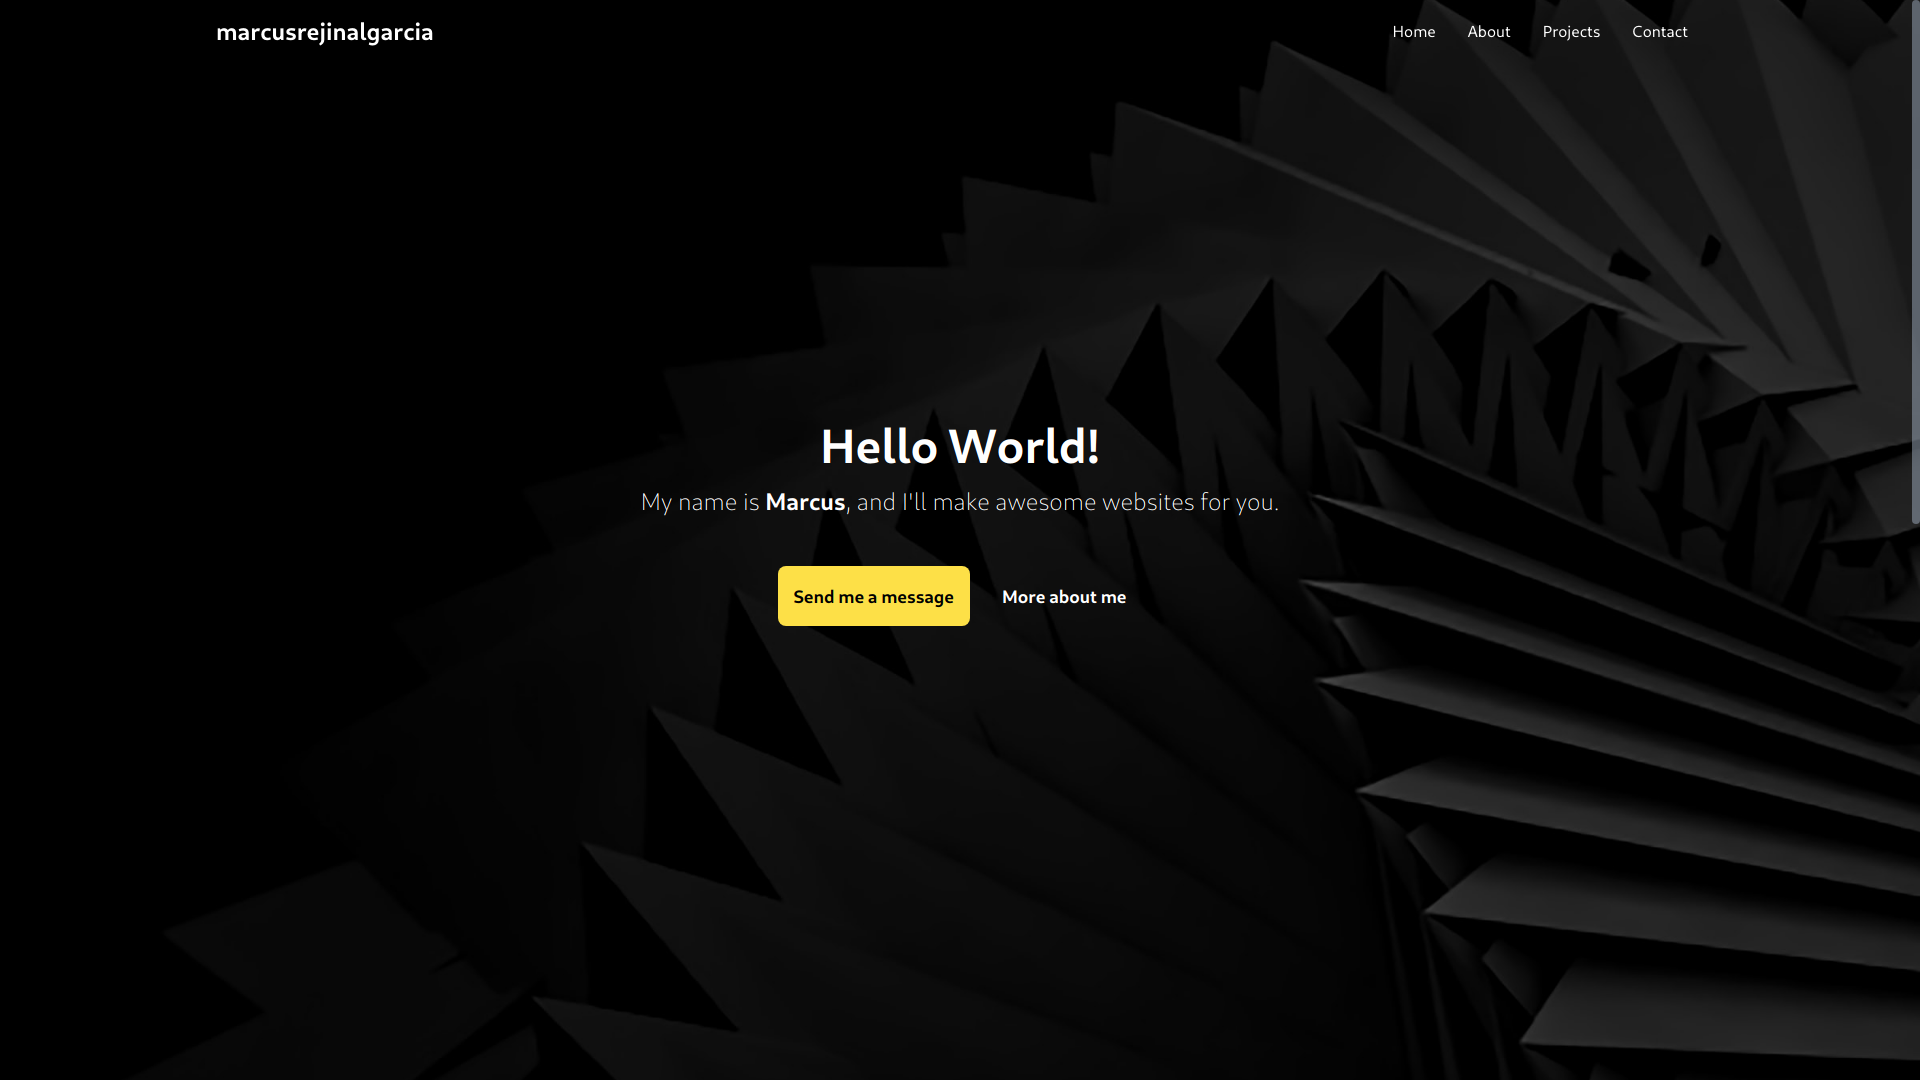 marcusrejinalgarcia
Home About Projects Contact
Hello World!
My name is Marcus, and I'll make awesome websites for you.
Send me a message
More about me